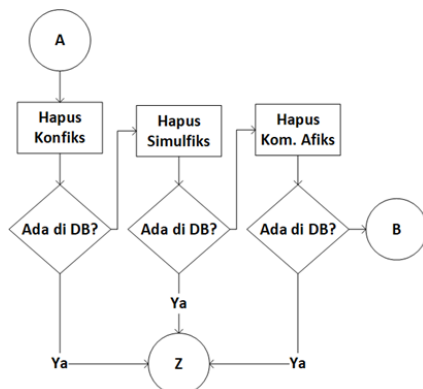 A
Hapus
Konfiks
Hapus
Simulfiks
Hapus
Kom. Afiks
Ada di DB?
Ada di DB?
Ada di DB?
B
Ya
Ya
Z
Ya